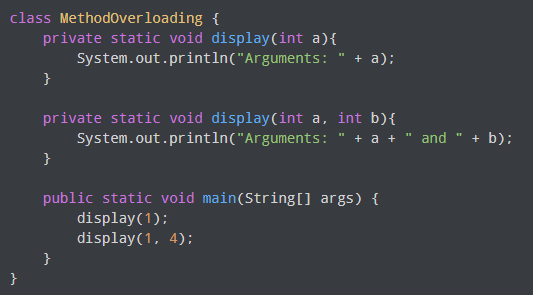 class MethodOverloading {
    private static void display(int a){
        System.out.println("Arguments: " + a);
    }

    private static void display(int a, int b){
        System.out.println("Arguments: " + a + " and " + b);
    }

    public static void main(String[] args) {
        display(1);
        display(1, 4);
    }
}